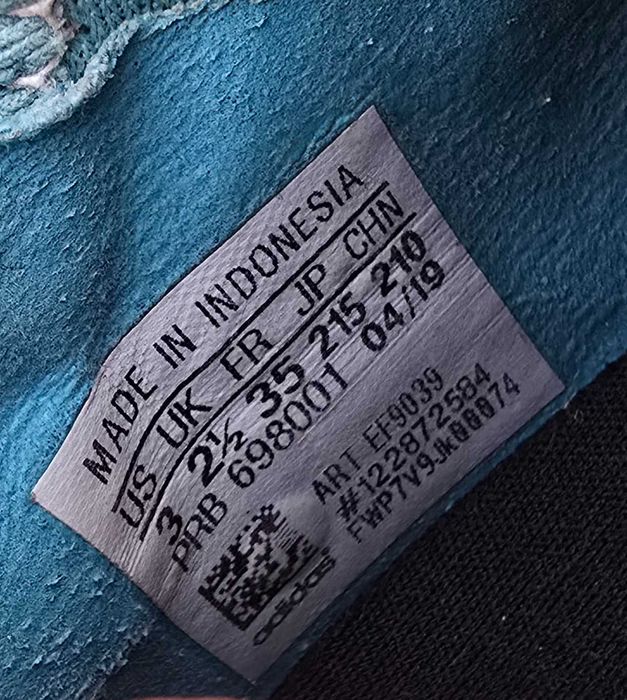 MADE IN INDONESIA
US UK FR JP CHN
3 2½ 35 215 210
PRB 698001 04/19
ART EF9039
#122872584
FWP7V9JK00074
adidas